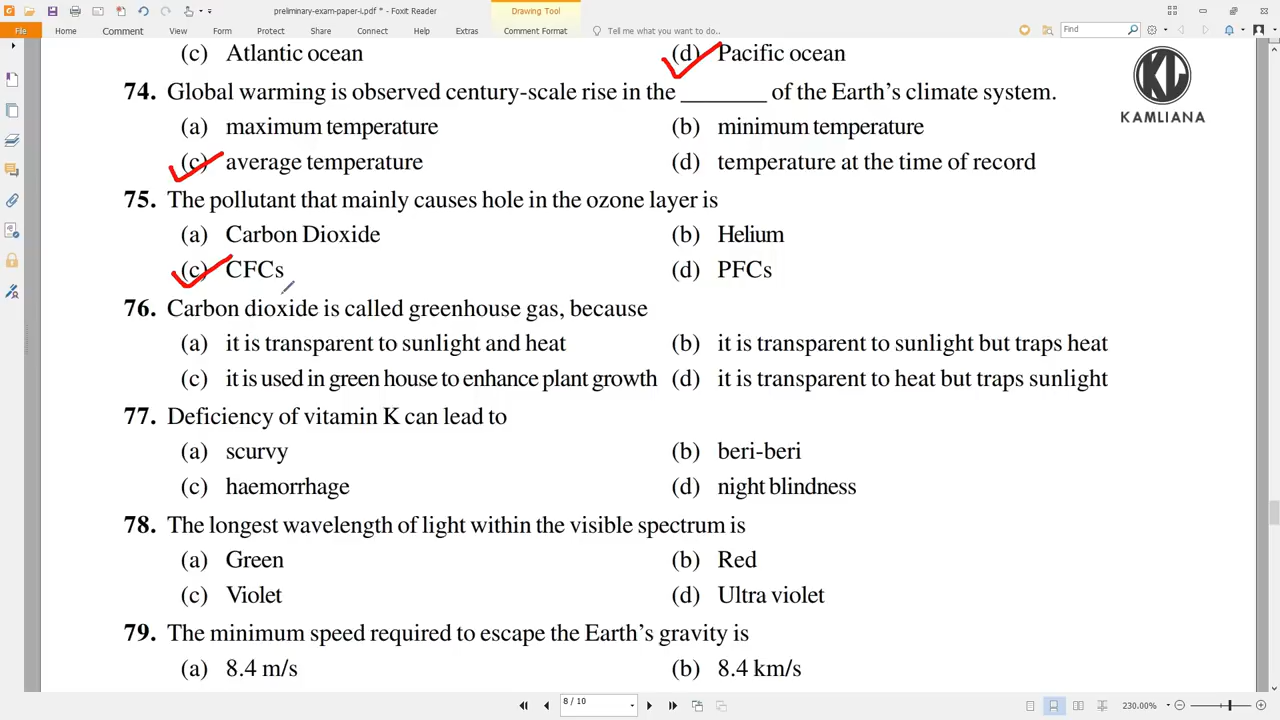 preliminary-exam-paper-i.pdf * - Foxit Reader
Drawing Tool
File Home Comment View Form Protect Share Connect Help Extras Comment Format Tell me what you want to do.. Find
(c) Atlantic ocean (d) Pacific ocean
74. Global warming is observed century-scale rise in the _______ of the Earth's climate system.
(a) maximum temperature (b) minimum temperature
(c) average temperature (d) temperature at the time of record
75. The pollutant that mainly causes hole in the ozone layer is
(a) Carbon Dioxide (b) Helium
(c) CFCs (d) PFCs
76. Carbon dioxide is called greenhouse gas, because
(a) it is transparent to sunlight and heat (b) it is transparent to sunlight but traps heat
(c) it is used in green house to enhance plant growth (d) it is transparent to heat but traps sunlight
77. Deficiency of vitamin K can lead to
(a) scurvy (b) beri-beri
(c) haemorrhage (d) night blindness
78. The longest wavelength of light within the visible spectrum is
(a) Green (b) Red
(c) Violet (d) Ultra violet
79. The minimum speed required to escape the Earth's gravity is
(a) 8.4 m/s (b) 8.4 km/s
KL
KAMLIANA
8 / 10
230.00%